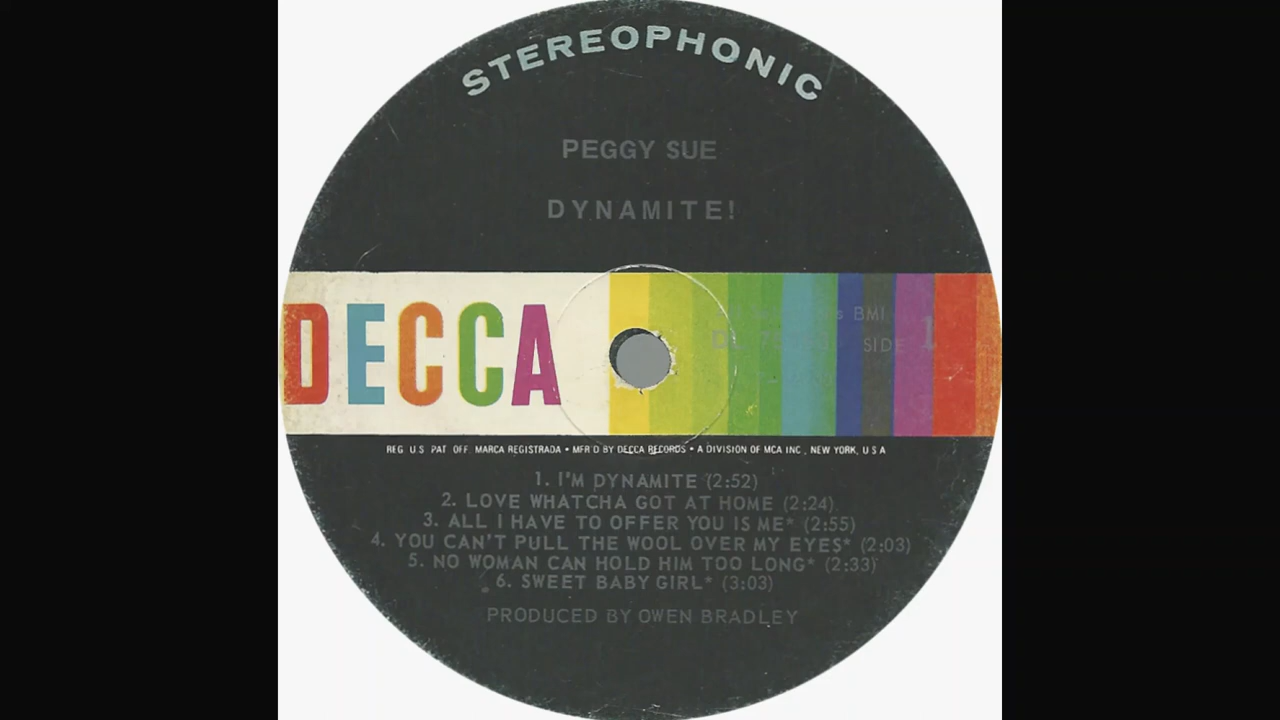 STEREOPHONIC
PEGGY SUE
DYNAMITE!
DECCA
BMI
SIDE 1
REG. U.S. PAT. OFF. MARCA REGISTRADA • MFR'D BY DECCA RECORDS • A DIVISION OF MCA INC., NEW YORK, U.S.A
1. I'M DYNAMITE (2:52)
2. LOVE WHATCHA GOT AT HOME (2:24)
3. ALL I HAVE TO OFFER YOU IS ME* (2:55)
4. YOU CAN'T PULL THE WOOL OVER MY EYES* (2:03)
5. NO WOMAN CAN HOLD HIM TOO LONG* (2:33)
6. SWEET BABY GIRL* (3:03)
PRODUCED BY OWEN BRADLEY